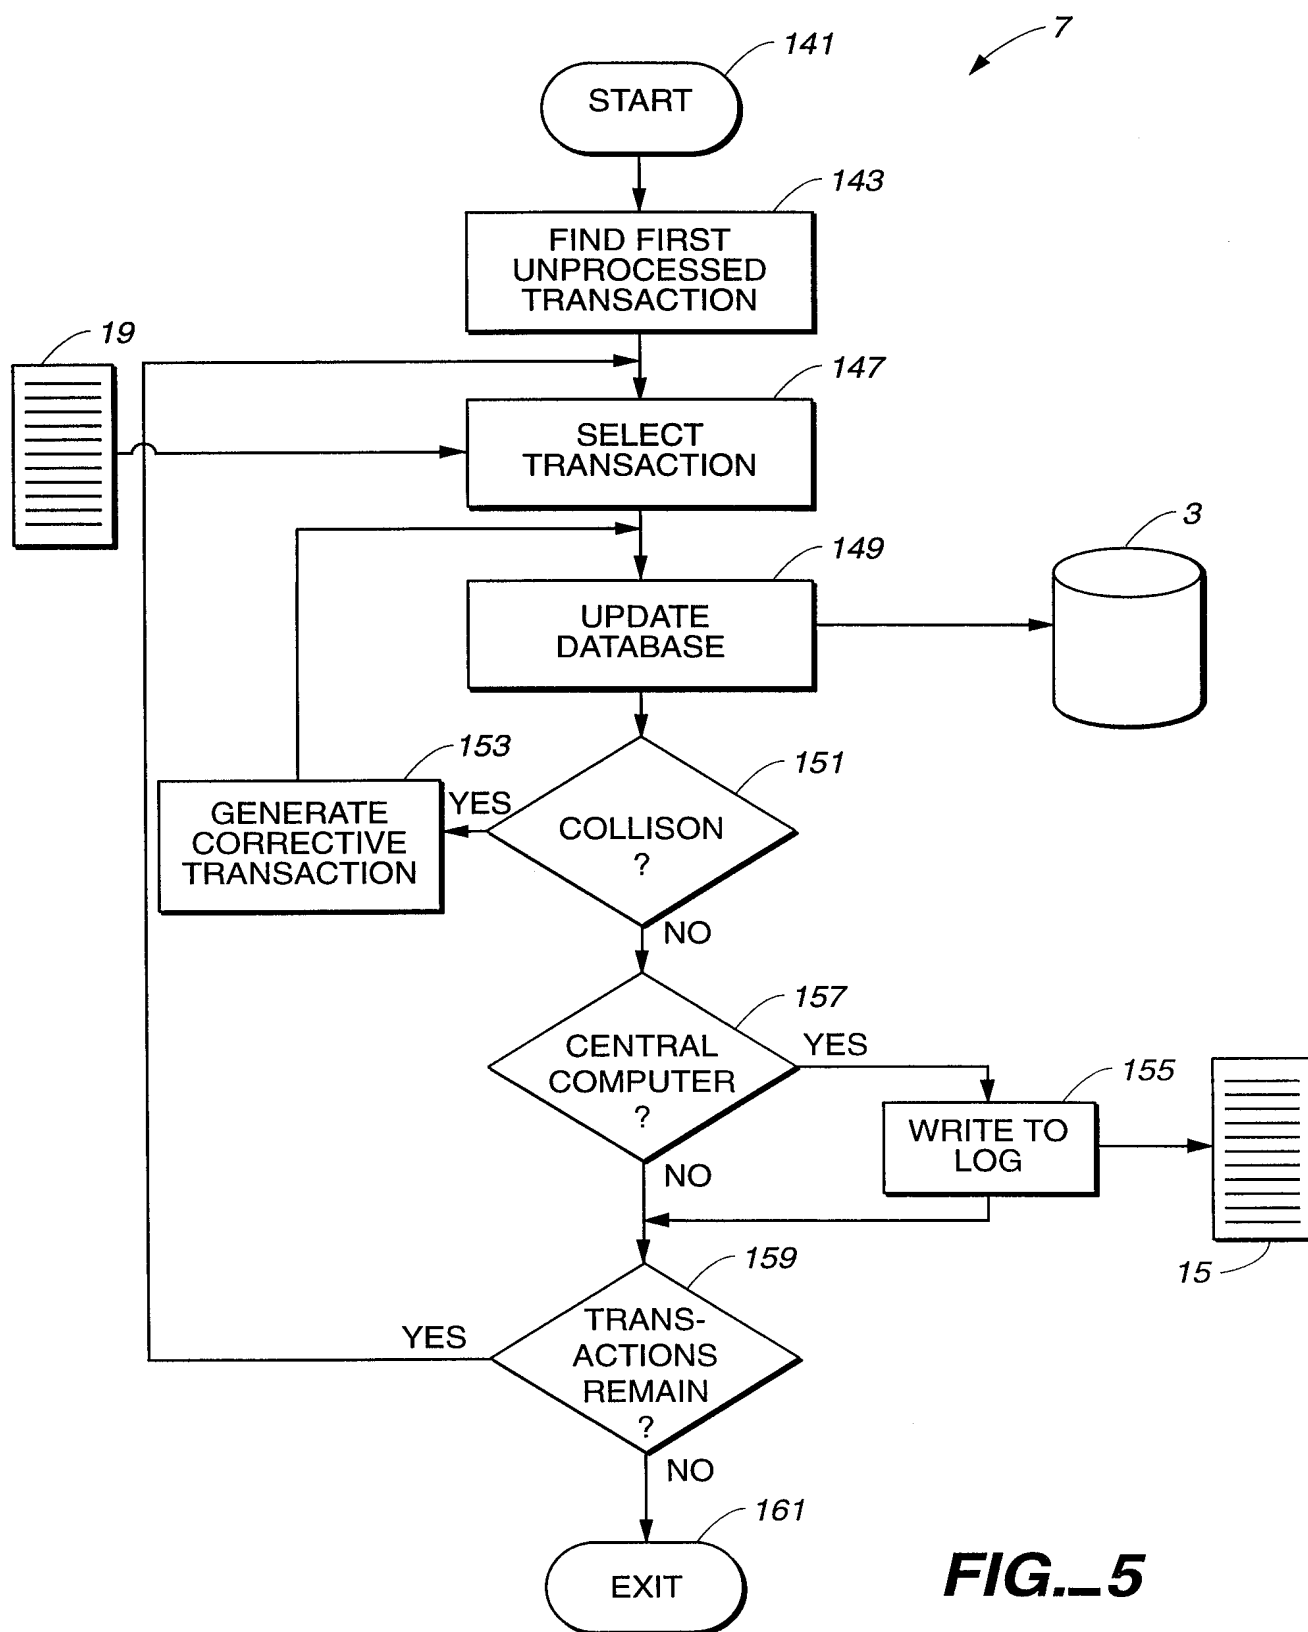 7
141
START
143
FIND FIRST
UNPROCESSED
TRANSACTION
19
147
SELECT
TRANSACTION
3
149
UPDATE
DATABASE
153
151
GENERATE
CORRECTIVE
TRANSACTION
YES
COLLISON
?
NO
157
CENTRAL
COMPUTER
?
YES
155
WRITE TO
LOG
NO
15
159
TRANS-
ACTIONS
REMAIN
?
YES
NO
161
EXIT
FIG._5